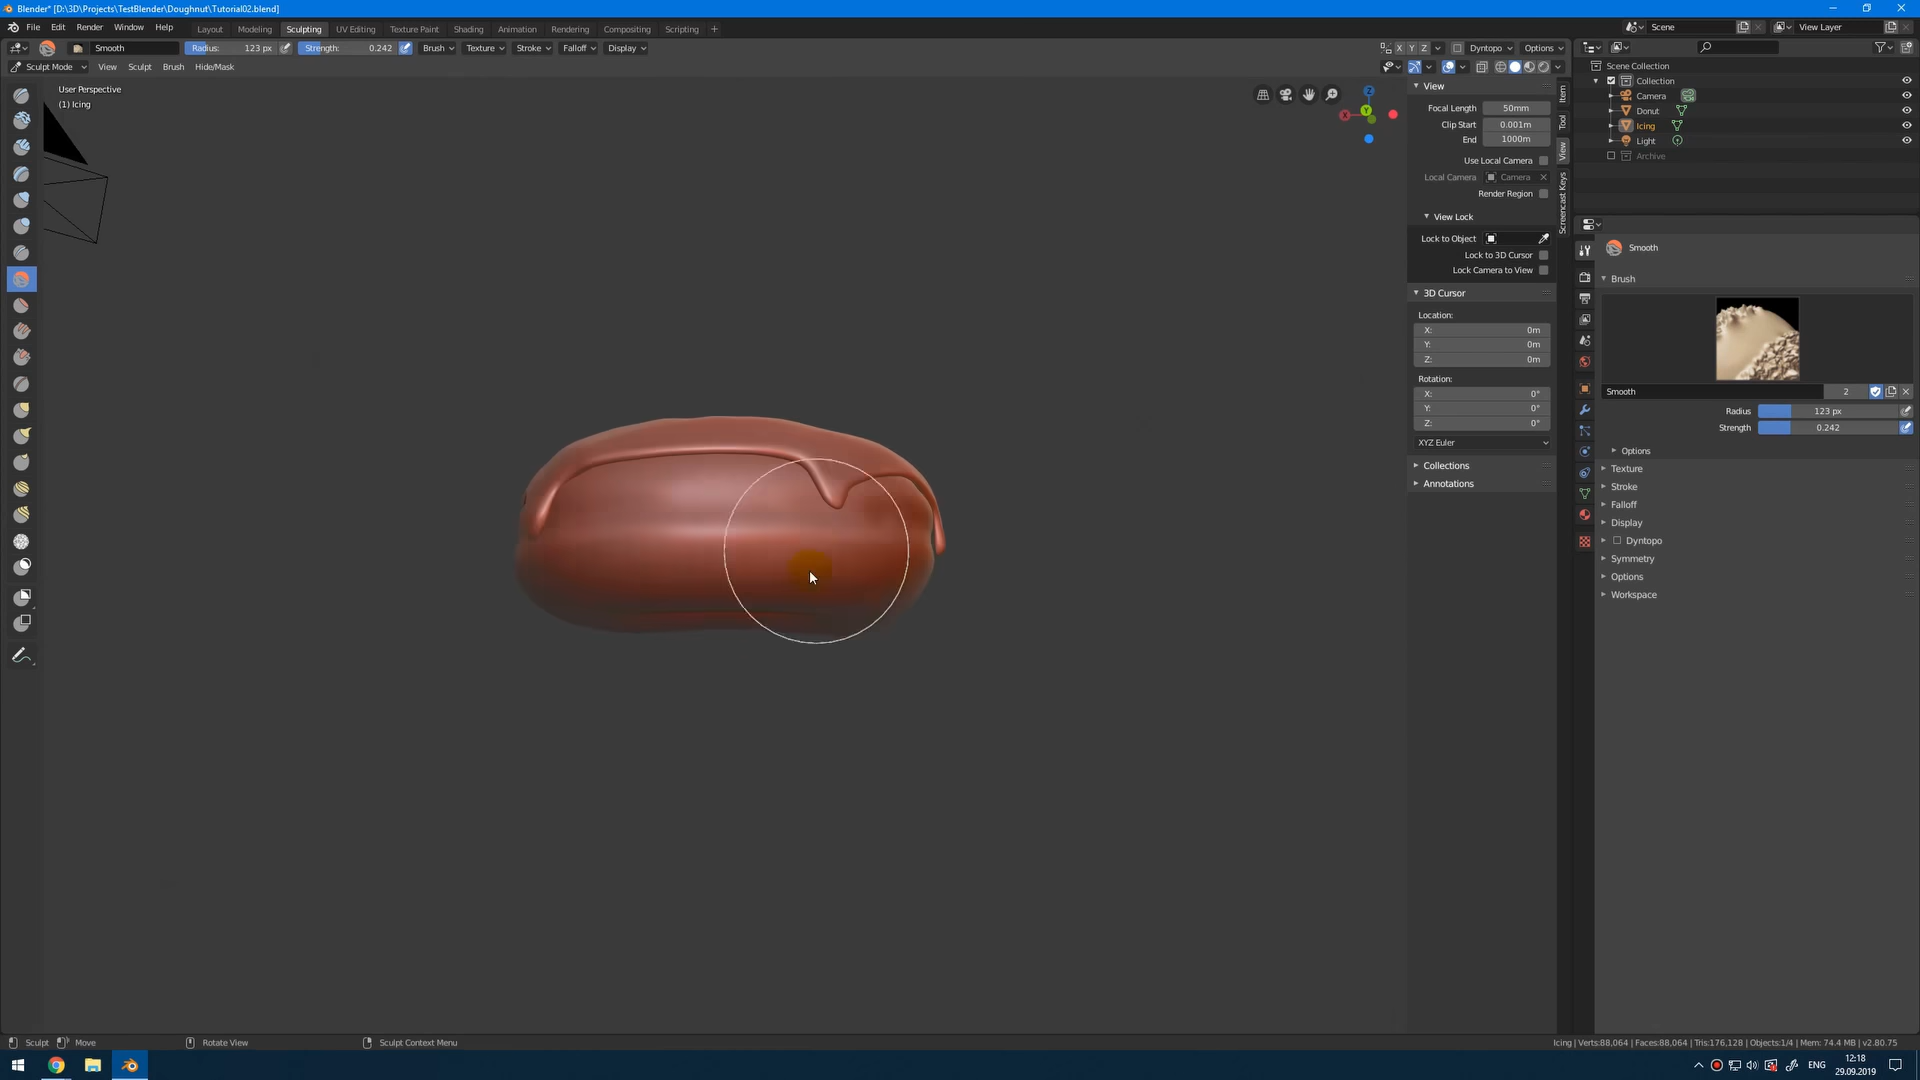 Blender* [D:\3D\Projects\TestBlender\Doughnut\Tutorial02.blend]
File Edit Render Window Help Layout Modeling Sculpting UV Editing Texture Paint Shading Animation Rendering Compositing Scripting + Scene View Layer
Smooth Radius: 123 px Strength: 0.242 Brush Texture Stroke Falloff Display X Y Z Dyntopo Options
Sculpt Mode View Sculpt Brush Hide/Mask
User Perspective
(1) Icing
Z
Y
X
View
Focal Length 50mm
Clip Start 0.001m
End 1000m
Use Local Camera
Local Camera Camera
Render Region
View Lock
Lock to Object
Lock to 3D Cursor
Lock Camera to View
3D Cursor
Location:
X: 0m
Y: 0m
Z: 0m
Rotation:
X: 0°
Y: 0°
Z: 0°
XYZ Euler
Collections
Annotations
Item
Tool
View
Screencast Keys
Scene Collection
Collection
Camera
Donut
Icing
Light
Archive
Smooth
Brush
Smooth 2
Radius 123 px
Strength 0.242
Options
Texture
Stroke
Falloff
Display
Dyntopo
Symmetry
Options
Workspace
Sculpt Move Rotate View Sculpt Context Menu Icing | Verts:88,064 | Faces:88,064 | Tris:176,128 | Objects:1/4 | Mem: 74.4 MB | v2.80.75
ENG
12:18
29.09.2019